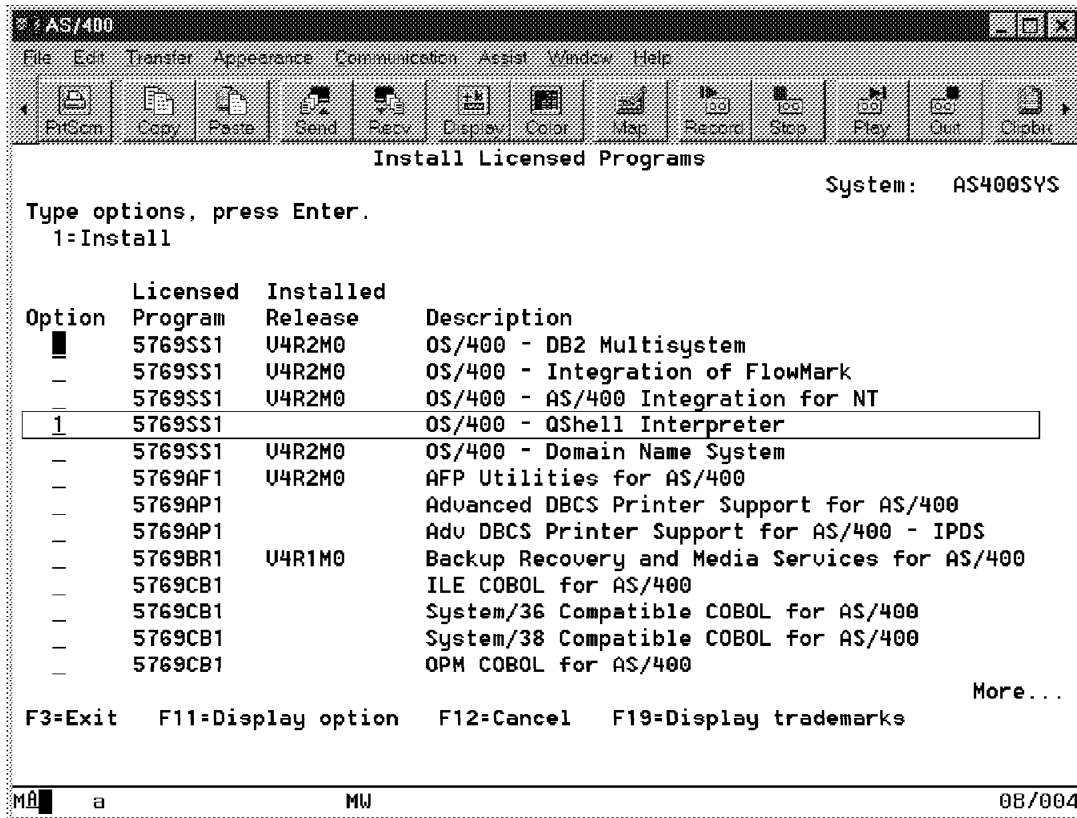 AS/400
File Edit Transfer Appearance Communication Assist Window Help
PrtScrn Copy Paste Send Recv Display Color Map Record Stop Play Quit Clipbrd
Install Licensed Programs
System: AS400SYS
Type options, press Enter.
1=Install
Licensed Installed
Option Program Release Description
_ 5769SS1 V4R2M0 OS/400 - DB2 Multisystem
_ 5769SS1 V4R2M0 OS/400 - Integration of FlowMark
_ 5769SS1 V4R2M0 OS/400 - AS/400 Integration for NT
1 5769SS1 OS/400 - QShell Interpreter
_ 5769SS1 V4R2M0 OS/400 - Domain Name System
_ 5769AF1 V4R2M0 AFP Utilities for AS/400
_ 5769AP1 Advanced DBCS Printer Support for AS/400
_ 5769AP1 Adv DBCS Printer Support for AS/400 - IPDS
_ 5769BR1 V4R1M0 Backup Recovery and Media Services for AS/400
_ 5769CB1 ILE COBOL for AS/400
_ 5769CB1 System/36 Compatible COBOL for AS/400
_ 5769CB1 System/38 Compatible COBOL for AS/400
_ 5769CB1 OPM COBOL for AS/400
More...
F3=Exit F11=Display option F12=Cancel F19=Display trademarks
MA a MW 08/004